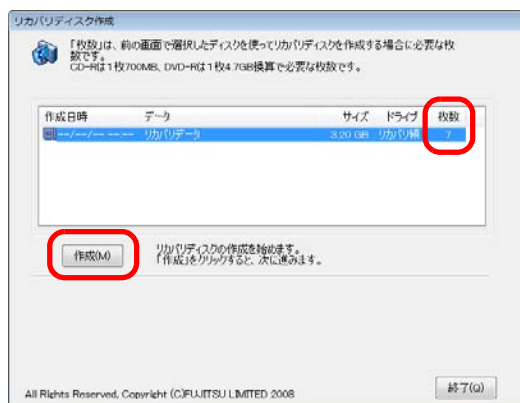 リカバリディスク作成
「枚数」は、前の画面で選択したディスクを使ってリカバリディスクを作成する場合に必要な枚
数です。
CD-Rは1枚700MB、DVD-Rは1枚4.7GB換算で必要な枚数です。
作成日時 データ サイズ ドライブ 枚数
--/--/-- --:-- リカバリデータ 3.20 GB リカバリ領 7
作成(M)
リカバリディスクの作成を始めます。
「作成」をクリックすると、次に進みます。
終了(Q)
All Rights Reserved, Copyright (C)FUJITSU LIMITED 2008